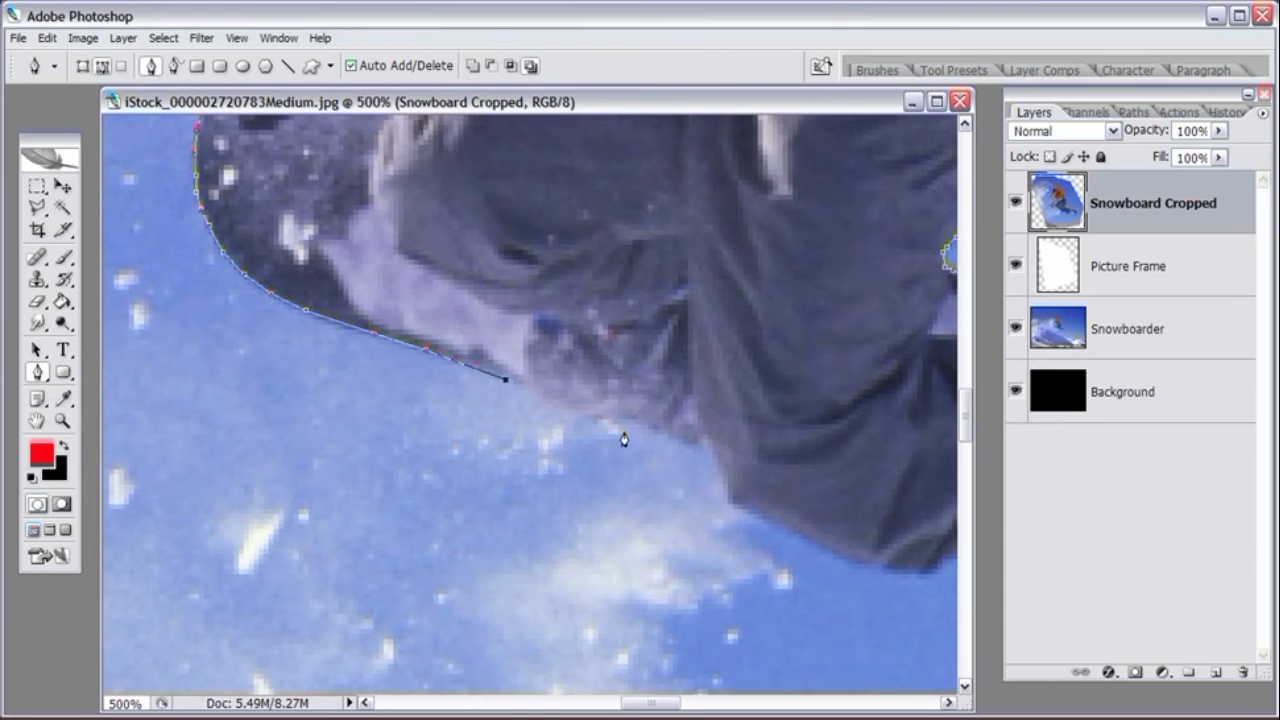 Adobe Photoshop
File Edit Image Layer Select Filter View Window Help
Auto Add/Delete
Brushes Tool Presets Layer Comps Character Paragraph
iStock_000002720783Medium.jpg @ 500% (Snowboard Cropped, RGB/8)
Layers Channels Paths Actions History
Normal Opacity: 100%
Lock: Fill: 100%
Snowboard Cropped
Picture Frame
Snowboarder
Background
T
500% Doc: 5.49M/8.27M